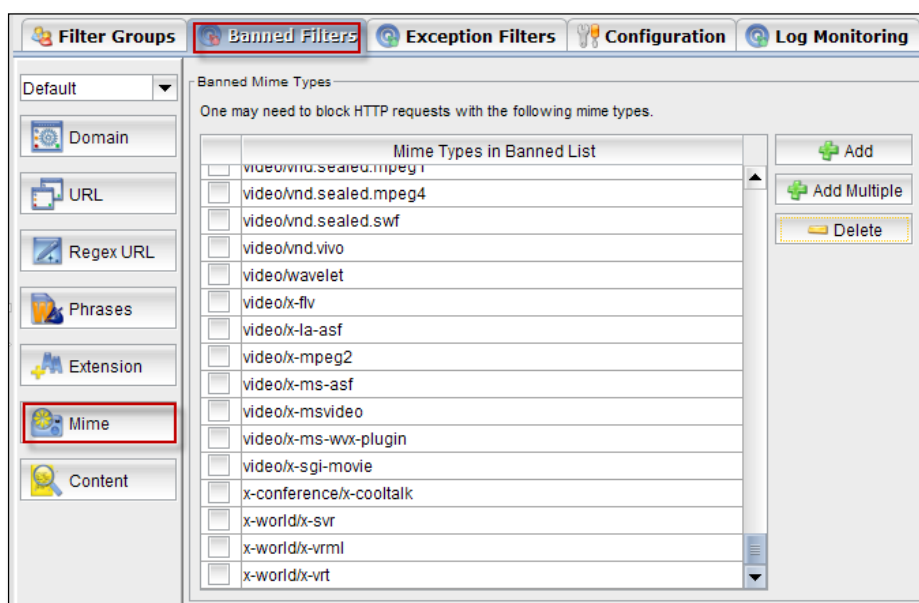 Filter Groups
Banned Filters
Exception Filters
Configuration
Log Monitoring
Default
Domain
URL
Regex URL
Phrases
Extension
Mime
Content
Banned Mime Types
One may need to block HTTP requests with the following mime types.
Mime Types in Banned List
video/vnd.sealed.mpeg1
video/vnd.sealed.mpeg4
video/vnd.sealed.swf
video/vnd.vivo
video/wavelet
video/x-flv
video/x-la-asf
video/x-mpeg2
video/x-ms-asf
video/x-msvideo
video/x-ms-wvx-plugin
video/x-sgi-movie
x-conference/x-cooltalk
x-world/x-svr
x-world/x-vrml
x-world/x-vrt
Add
Add Multiple
Delete